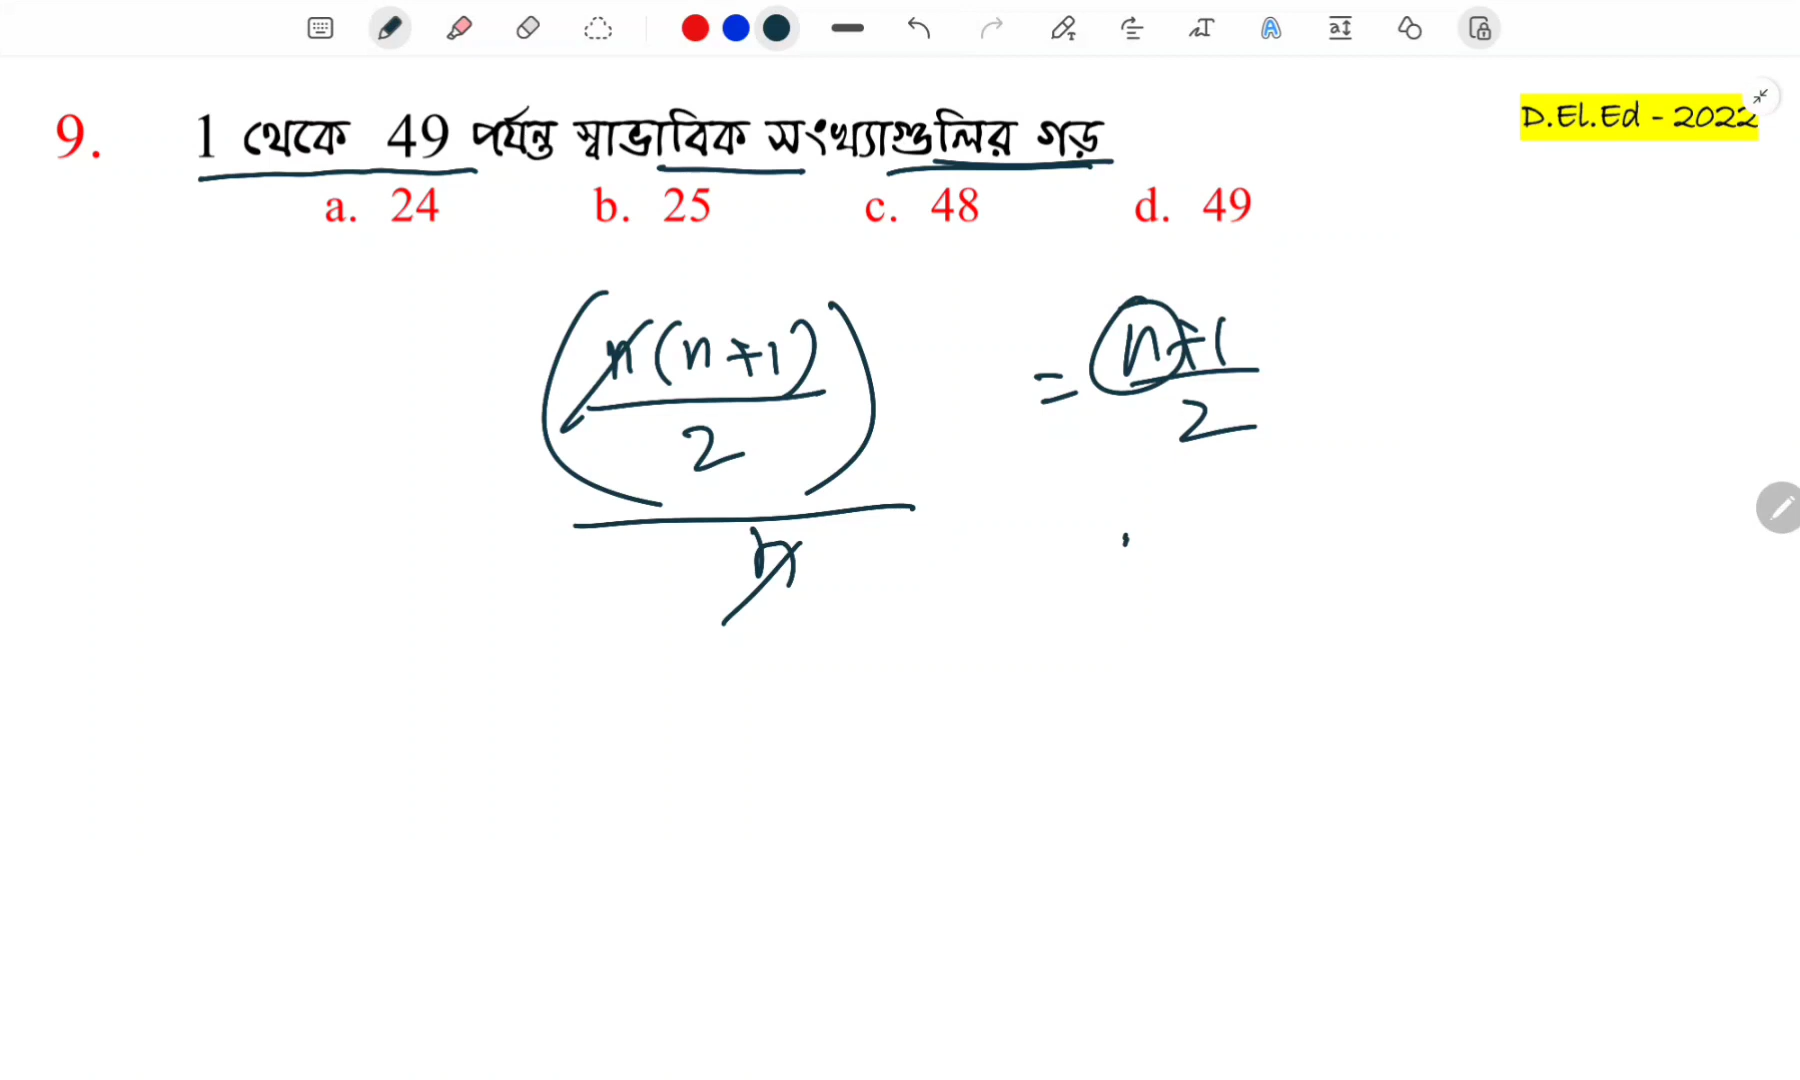 D.El.Ed - 2022
9. 1 থেকে 49 পর্যন্ত স্বাভাবিক সংখ্যাগুলির গড়
a. 24 b. 25 c. 48 d. 49
(n(n+1)/2)/n = (n+1)/2